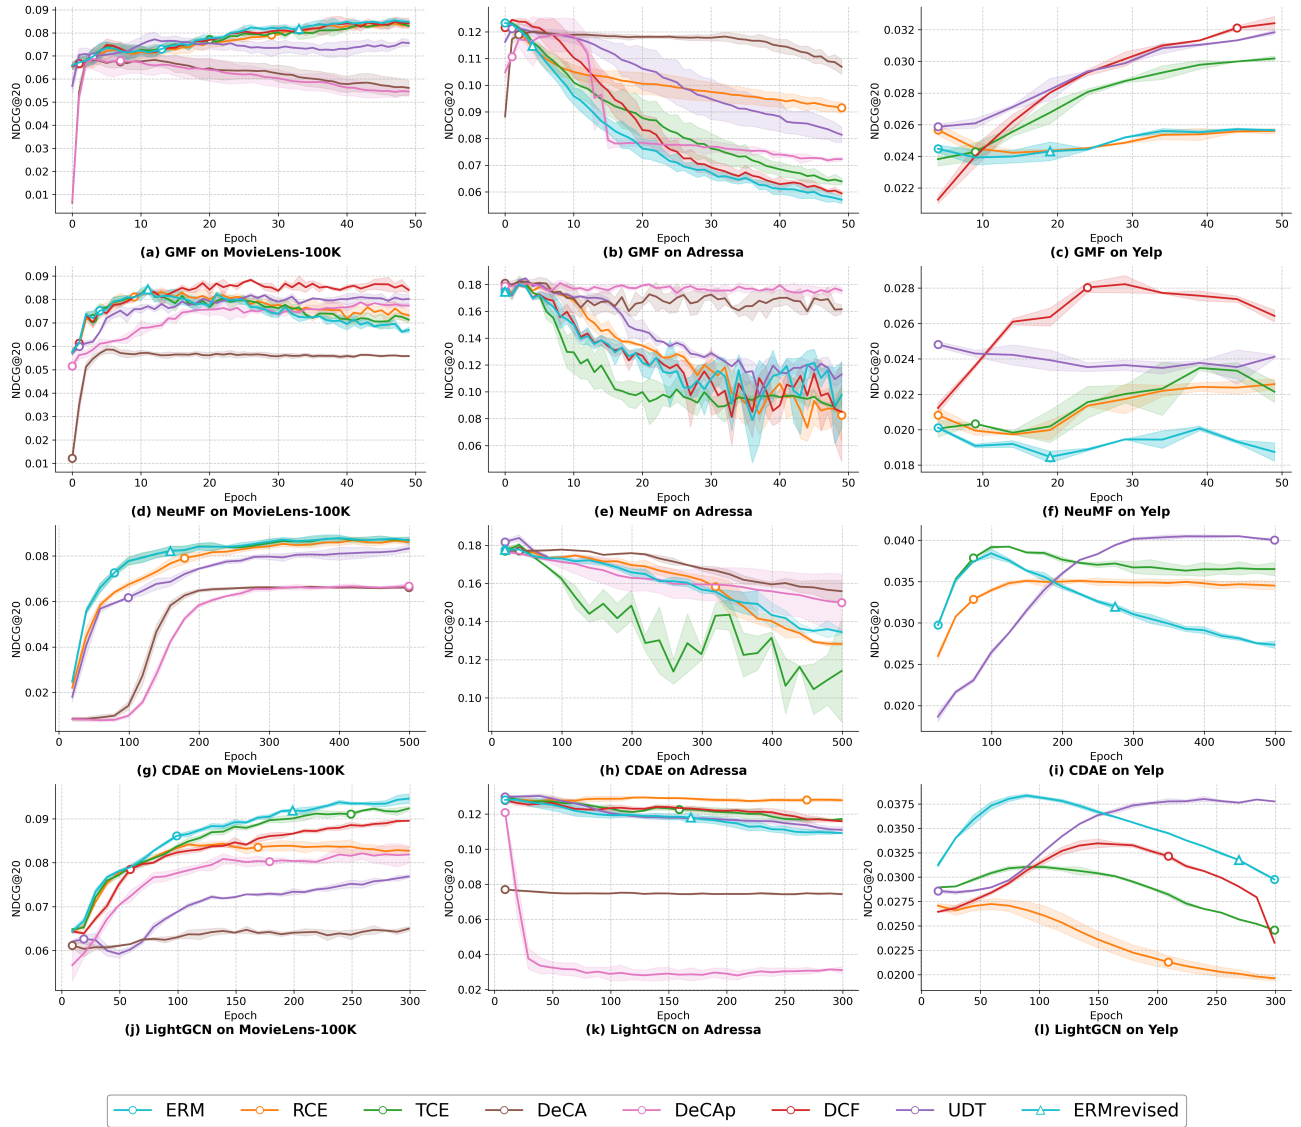 NDCG@20
0.09
0.08
0.07
0.06
0.05
0.04
0.03
0.02
0.01
0 10 20 30 40 50
Epoch
(a) GMF on MovieLens-100K
NDCG@20
0.12
0.11
0.10
0.09
0.08
0.07
0.06
0 10 20 30 40 50
Epoch
(b) GMF on Adressa
NDCG@20
0.032
0.030
0.028
0.026
0.024
0.022
10 20 30 40 50
Epoch
(c) GMF on Yelp
NDCG@20
0.09
0.08
0.07
0.06
0.05
0.04
0.03
0.02
0.01
0 10 20 30 40 50
Epoch
(d) NeuMF on MovieLens-100K
NDCG@20
0.18
0.16
0.14
0.12
0.10
0.08
0.06
0 10 20 30 40 50
Epoch
(e) NeuMF on Adressa
NDCG@20
0.028
0.026
0.024
0.022
0.020
0.018
10 20 30 40 50
Epoch
(f) NeuMF on Yelp
NDCG@20
0.08
0.06
0.04
0.02
0 100 200 300 400 500
Epoch
(g) CDAE on MovieLens-100K
NDCG@20
0.18
0.16
0.14
0.12
0.10
0 100 200 300 400 500
Epoch
(h) CDAE on Adressa
NDCG@20
0.040
0.035
0.030
0.025
0.020
100 200 300 400 500
Epoch
(i) CDAE on Yelp
NDCG@20
0.09
0.08
0.07
0.06
0 50 100 150 200 250 300
Epoch
(j) LightGCN on MovieLens-100K
NDCG@20
0.12
0.10
0.08
0.06
0.04
0.02
0 50 100 150 200 250 300
Epoch
(k) LightGCN on Adressa
NDCG@20
0.0375
0.0350
0.0325
0.0300
0.0275
0.0250
0.0225
0.0200
0 50 100 150 200 250 300
Epoch
(l) LightGCN on Yelp
ERM RCE TCE DeCA DeCAp DCF UDT ERMrevised